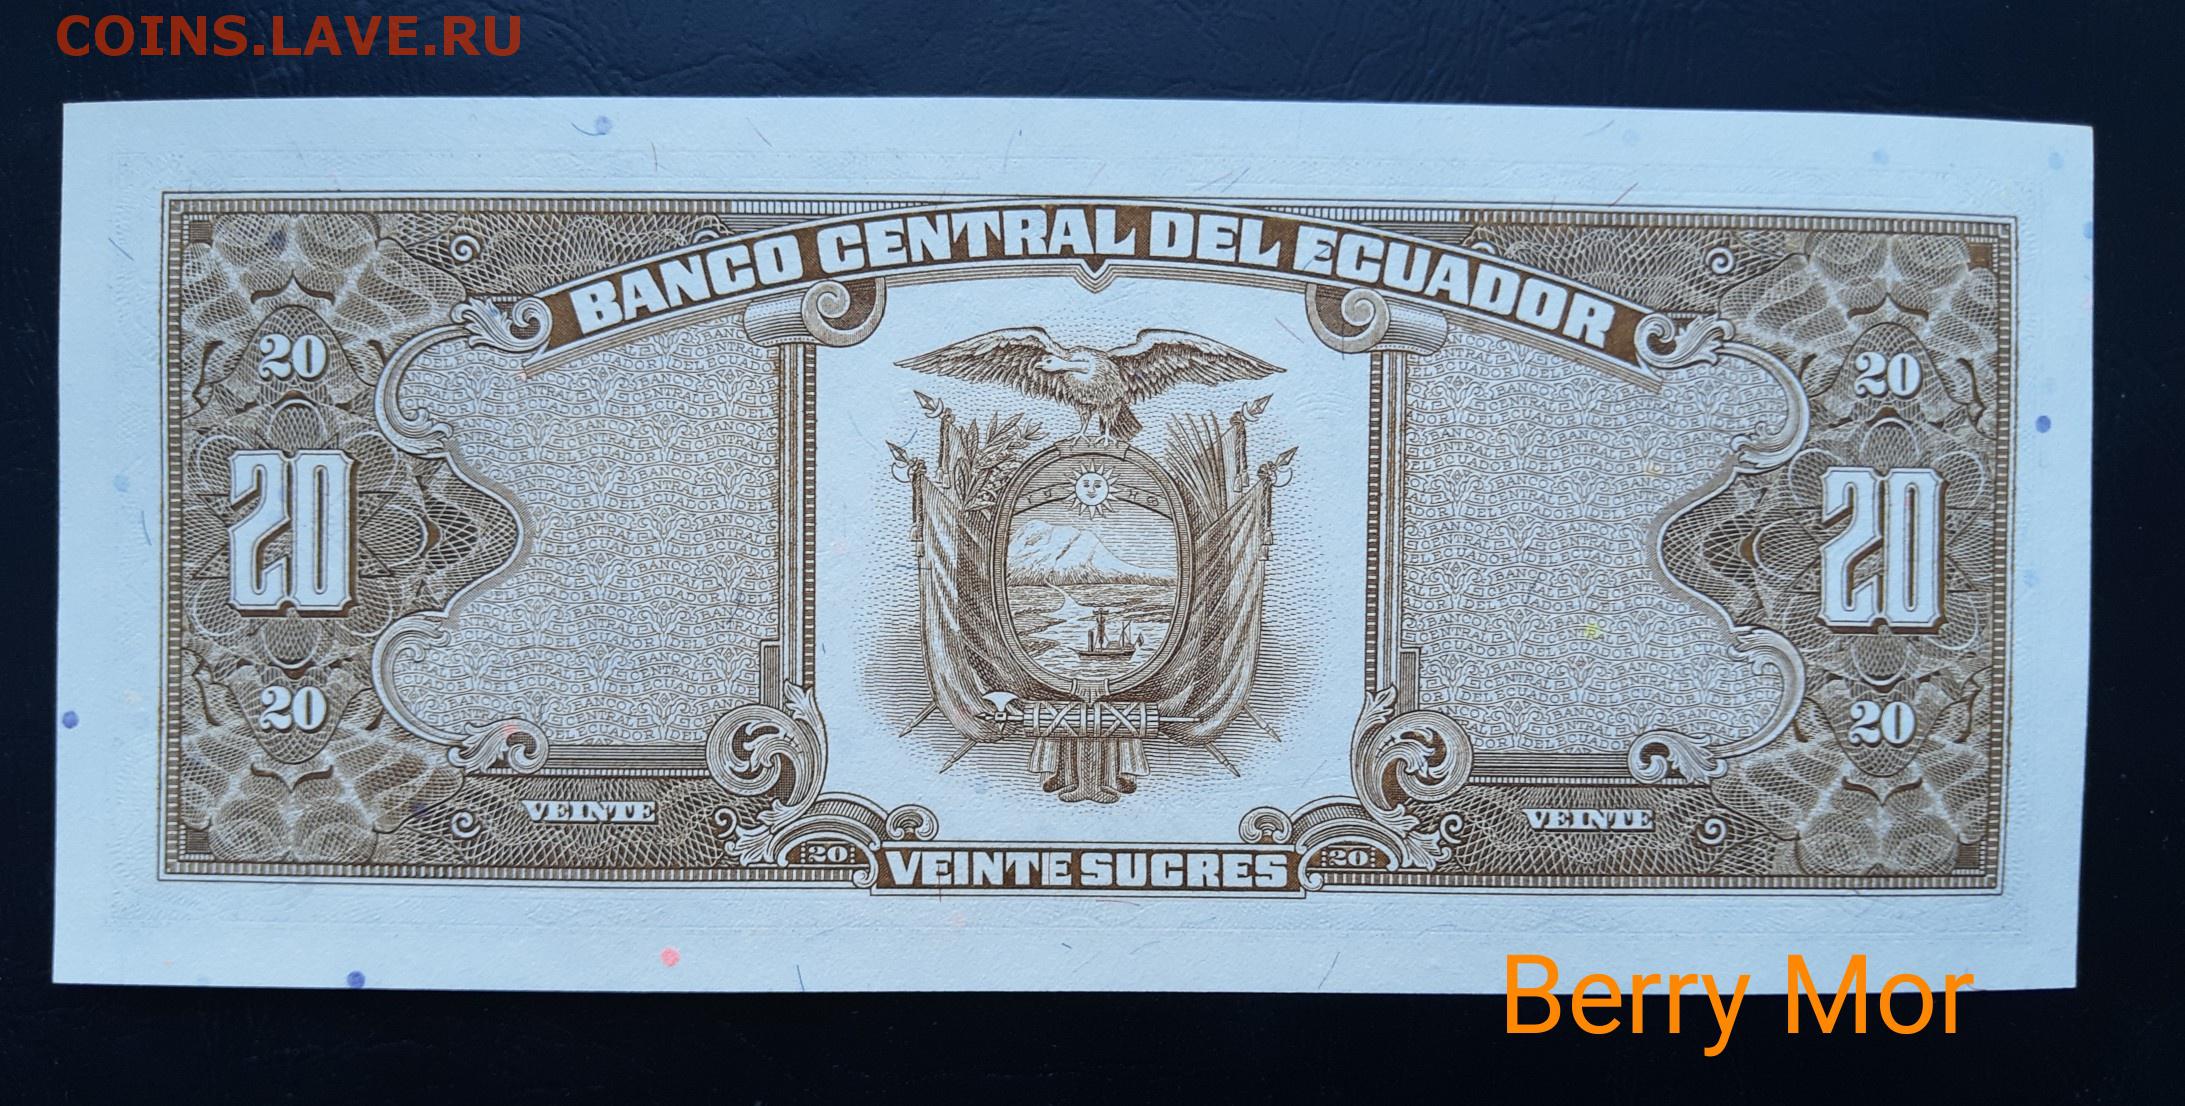 COINS.LAVE.RU
BANCO CENTRAL DEL ECUADOR
20
20
20
20
20
20
VEINTE
VEINTE
20
VEINTE SUCRES
20
Berry Mor